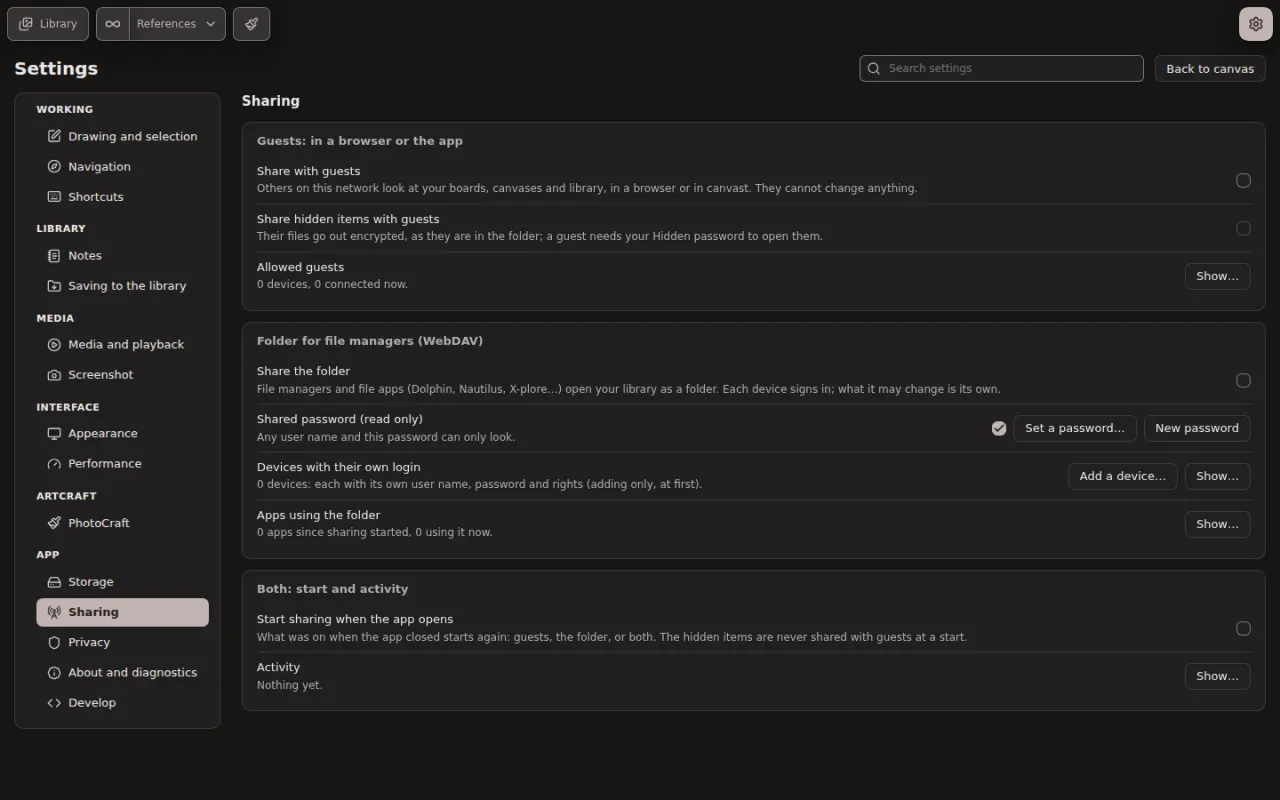 Library
References
Settings
Search settings
Back to canvas
WORKING
Drawing and selection
Navigation
Shortcuts
LIBRARY
Notes
Saving to the library
MEDIA
Media and playback
Screenshot
INTERFACE
Appearance
Performance
ARTCRAFT
PhotoCraft
APP
Storage
Sharing
Privacy
About and diagnostics
Develop
Sharing
Guests: in a browser or the app
Share with guests
Others on this network look at your boards, canvases and library, in a browser or in canvast. They cannot change anything.
Share hidden items with guests
Their files go out encrypted, as they are in the folder; a guest needs your Hidden password to open them.
Allowed guests
0 devices, 0 connected now.
Show...
Folder for file managers (WebDAV)
Share the folder
File managers and file apps (Dolphin, Nautilus, X-plore...) open your library as a folder. Each device signs in; what it may change is its own.
Shared password (read only)
Any user name and this password can only look.
Set a password...
New password
Devices with their own login
0 devices: each with its own user name, password and rights (adding only, at first).
Add a device...
Show...
Apps using the folder
0 apps since sharing started, 0 using it now.
Show...
Both: start and activity
Start sharing when the app opens
What was on when the app closed starts again: guests, the folder, or both. The hidden items are never shared with guests at a start.
Activity
Nothing yet.
Show...